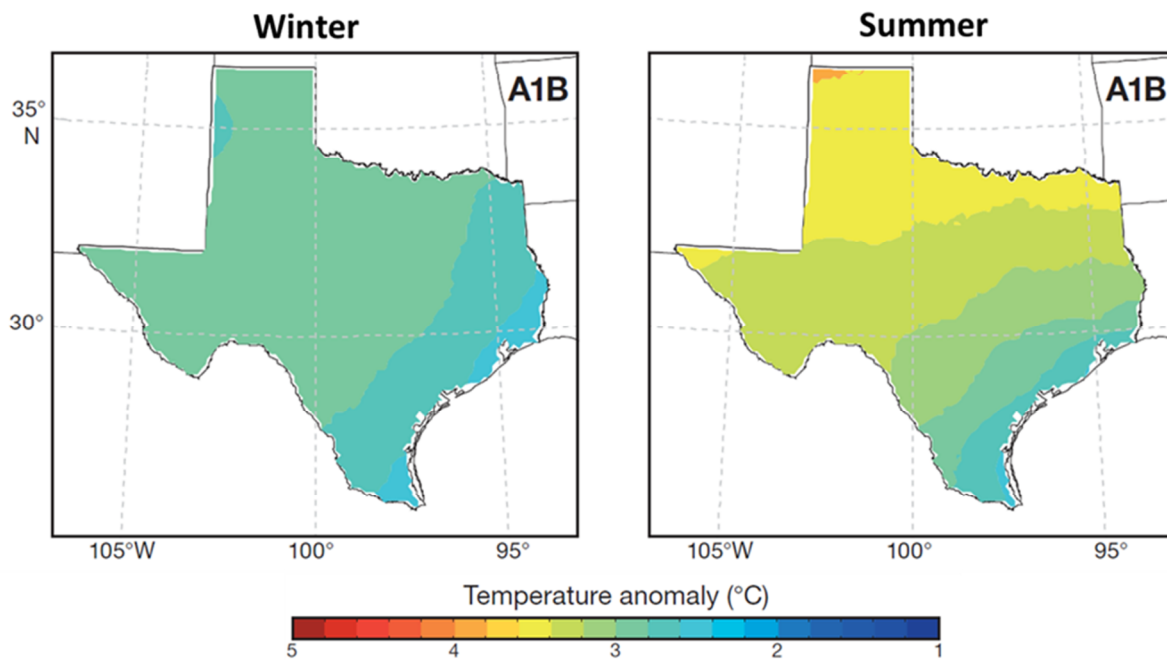 Winter
Summer
A1B
A1B
35°
N
30°
105°W
100°
95°
105°W
100°
95°
Temperature anomaly (°C)
5
4
3
2
1